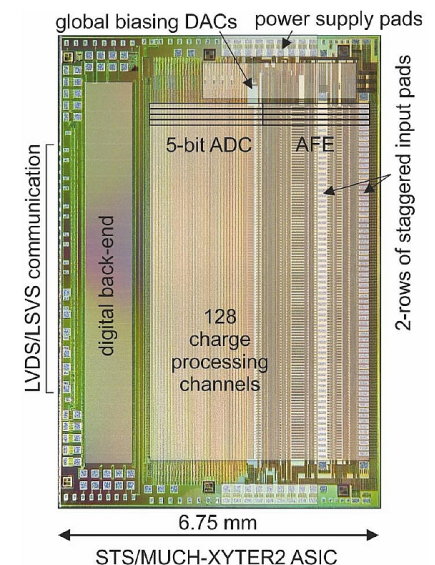 global biasing DACs
power supply pads
5-bit ADC
AFE
LVDS/LSVS communication
digital back-end
2-rows of staggered input pads
128
charge
processing
channels
6.75 mm
STS/MUCH-XYTER2 ASIC